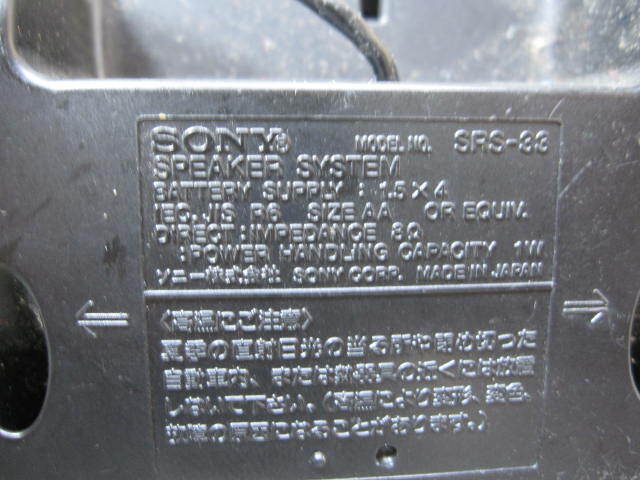 SONY® MODEL NO. SRS-33
SPEAKER SYSTEM
BATTERY SUPPLY : 1.5×4
IEC, JIS R6 SIZE AA OR EQUIV.
DIRECT : IMPEDANCE 8Ω
: POWER HANDLING CAPACITY 1W
ソニー株式会社 SONY CORP. MADE IN JAPAN
〈高温にご注意〉
夏季の直射日光の当る所や閉め切った
自動車内、または熱器具の近くには放置
しないで下さい。(高温により変形、変色、
故障の原因になることがあります。)